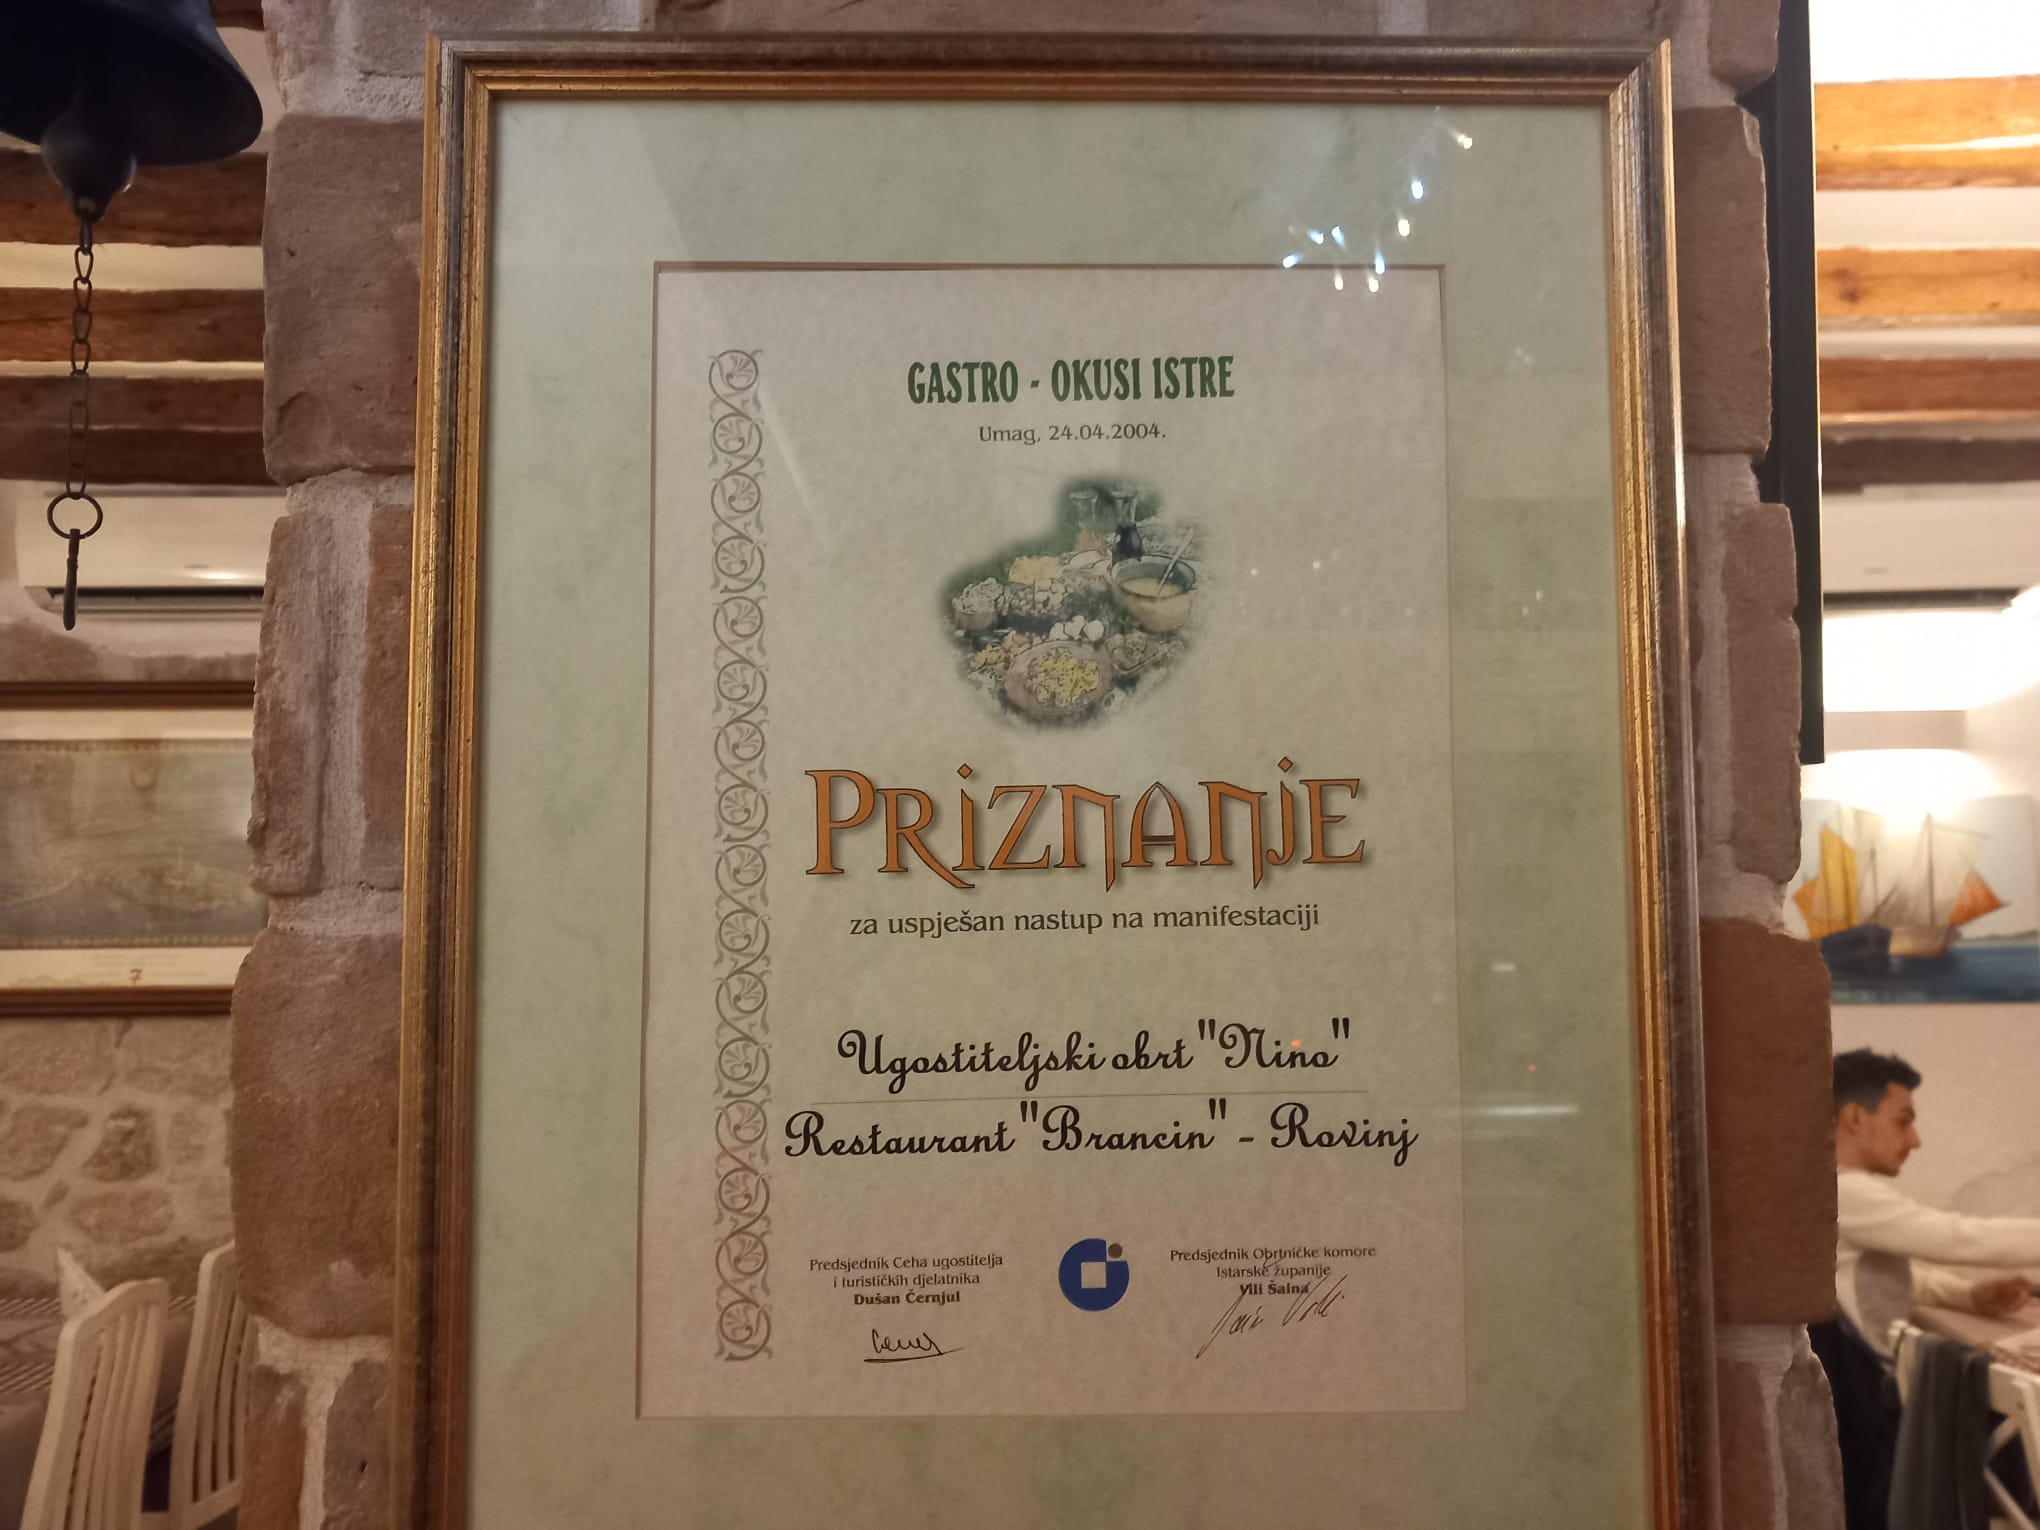 GASTRO - OKUSI ISTRE
Umag, 24.04.2004.
PRIZNANJE
za uspješan nastup na manifestaciji
Ugostiteljski obrt "Nino"
Restaurant "Brancin" - Rovinj
Predsjednik Ceha ugostitelja
i turističkih djelatnika
Dušan Černjul
Predsjednik Obrtničke komore
Istarske županije
Vili Šaina
7